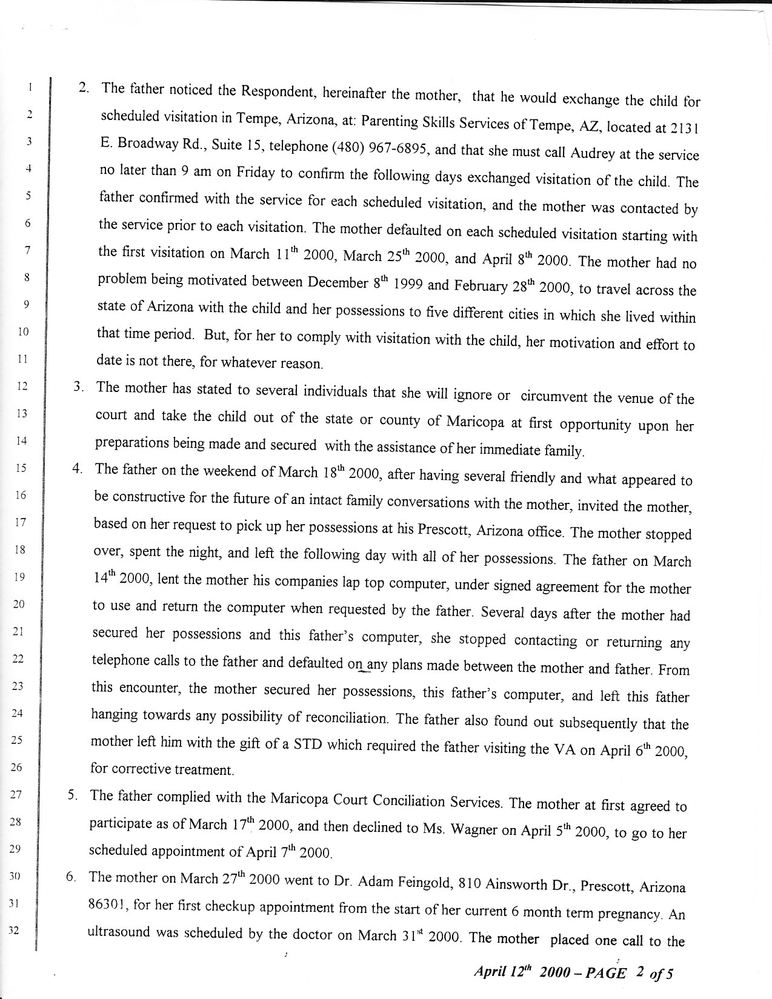 1 2. The father noticed the Respondent, hereinafter the mother, that he would exchange the child for
2 scheduled visitation in Tempe, Arizona, at: Parenting Skills Services of Tempe, AZ, located at 2131
3 E. Broadway Rd., Suite 15, telephone (480) 967-6895, and that she must call Audrey at the service
4 no later than 9 am on Friday to confirm the following days exchanged visitation of the child. The
5 father confirmed with the service for each scheduled visitation, and the mother was contacted by
6 the service prior to each visitation. The mother defaulted on each scheduled visitation starting with
7 the first visitation on March 11th 2000, March 25th 2000, and April 8th 2000. The mother had no
8 problem being motivated between December 8th 1999 and February 28th 2000, to travel across the
9 state of Arizona with the child and her possessions to five different cities in which she lived within
10 that time period. But, for her to comply with visitation with the child, her motivation and effort to
11 date is not there, for whatever reason.
12 3. The mother has stated to several individuals that she will ignore or circumvent the venue of the
13 court and take the child out of the state or county of Maricopa at first opportunity upon her
14 preparations being made and secured with the assistance of her immediate family.
15 4. The father on the weekend of March 18th 2000, after having several friendly and what appeared to
16 be constructive for the future of an intact family conversations with the mother, invited the mother,
17 based on her request to pick up her possessions at his Prescott, Arizona office. The mother stopped
18 over, spent the night, and left the following day with all of her possessions. The father on March
19 14th 2000, lent the mother his companies lap top computer, under signed agreement for the mother
20 to use and return the computer when requested by the father. Several days after the mother had
21 secured her possessions and this father's computer, she stopped contacting or returning any
22 telephone calls to the father and defaulted on any plans made between the mother and father. From
23 this encounter, the mother secured her possessions, this father's computer, and left this father
24 hanging towards any possibility of reconciliation. The father also found out subsequently that the
25 mother left him with the gift of a STD which required the father visiting the VA on April 6th 2000,
26 for corrective treatment.
27 5. The father complied with the Maricopa Court Conciliation Services. The mother at first agreed to
28 participate as of March 17th 2000, and then declined to Ms. Wagner on April 5th 2000, to go to her
29 scheduled appointment of April 7th 2000.
30 6. The mother on March 27th 2000 went to Dr. Adam Feingold, 810 Ainsworth Dr., Prescott, Arizona
31 86301, for her first checkup appointment from the start of her current 6 month term pregnancy. An
32 ultrasound was scheduled by the doctor on March 31st 2000. The mother placed one call to the
April 12th 2000 – PAGE 2 of 5